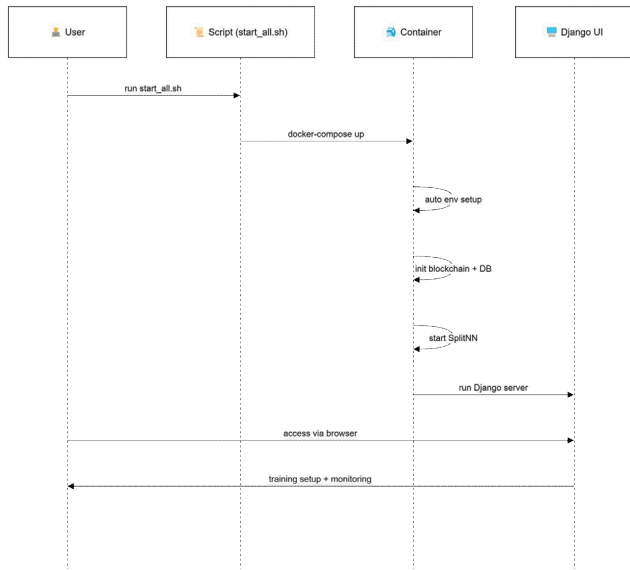 User
Script (start_all.sh)
Container
Django UI
run start_all.sh
docker-compose up
auto env setup
init blockchain + DB
start SplitNN
run Django server
access via browser
training setup + monitoring